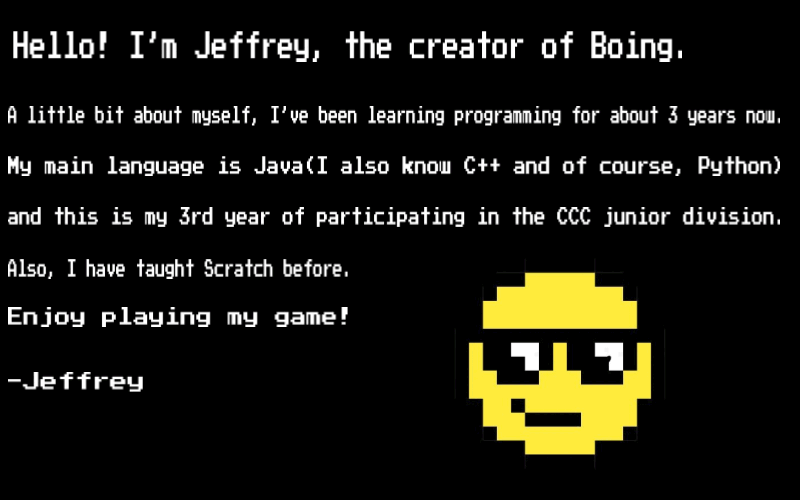 Hello! I'm Jeffrey, the creator of Boing.
A little bit about myself, I've been learning programming for about 3 years now.
My main language is Java(I also know C++ and of course, Python)
and this is my 3rd year of participating in the CCC junior division.
Also, I have taught Scratch before.
Enjoy playing my game!
-Jeffrey